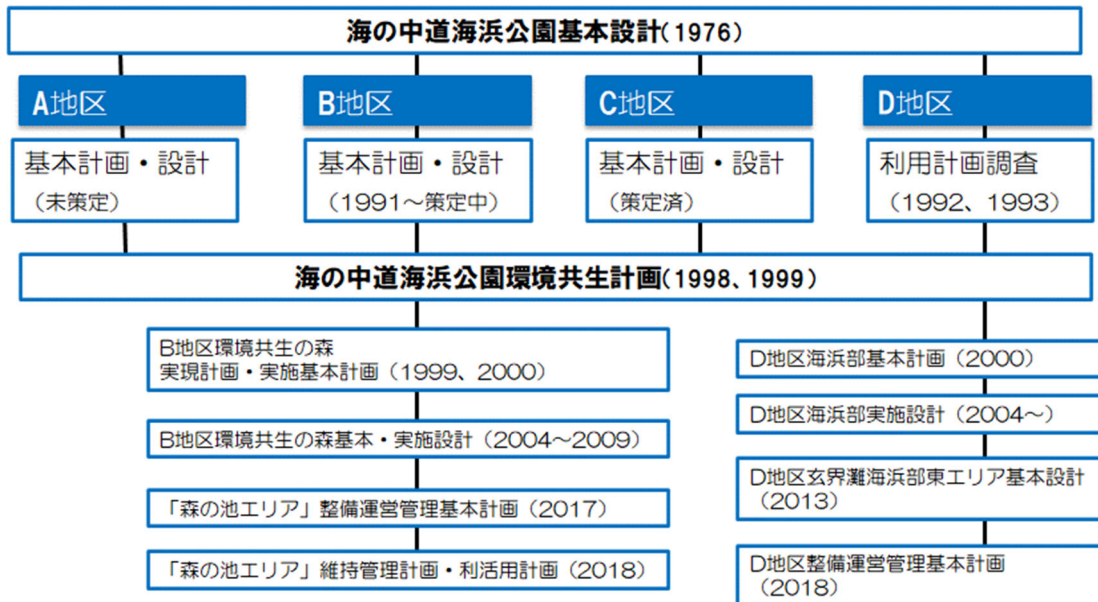 海の中道海浜公園基本設計(1976)
A地区
B地区
C地区
D地区
基本計画・設計
（未策定）
基本計画・設計
（1991～策定中）
基本計画・設計
（策定済）
利用計画調査
（1992、1993）
海の中道海浜公園環境共生計画(1998、1999)
B地区環境共生の森
実現計画・実施基本計画（1999、2000）
B地区環境共生の森基本・実施設計（2004～2009）
「森の池エリア」整備運営管理基本計画（2017）
「森の池エリア」維持管理計画・利活用計画（2018）
D地区海浜部基本計画（2000）
D地区海浜部実施設計（2004～）
D地区玄界灘海浜部東エリア基本設計
（2013）
D地区整備運営管理基本計画
（2018）